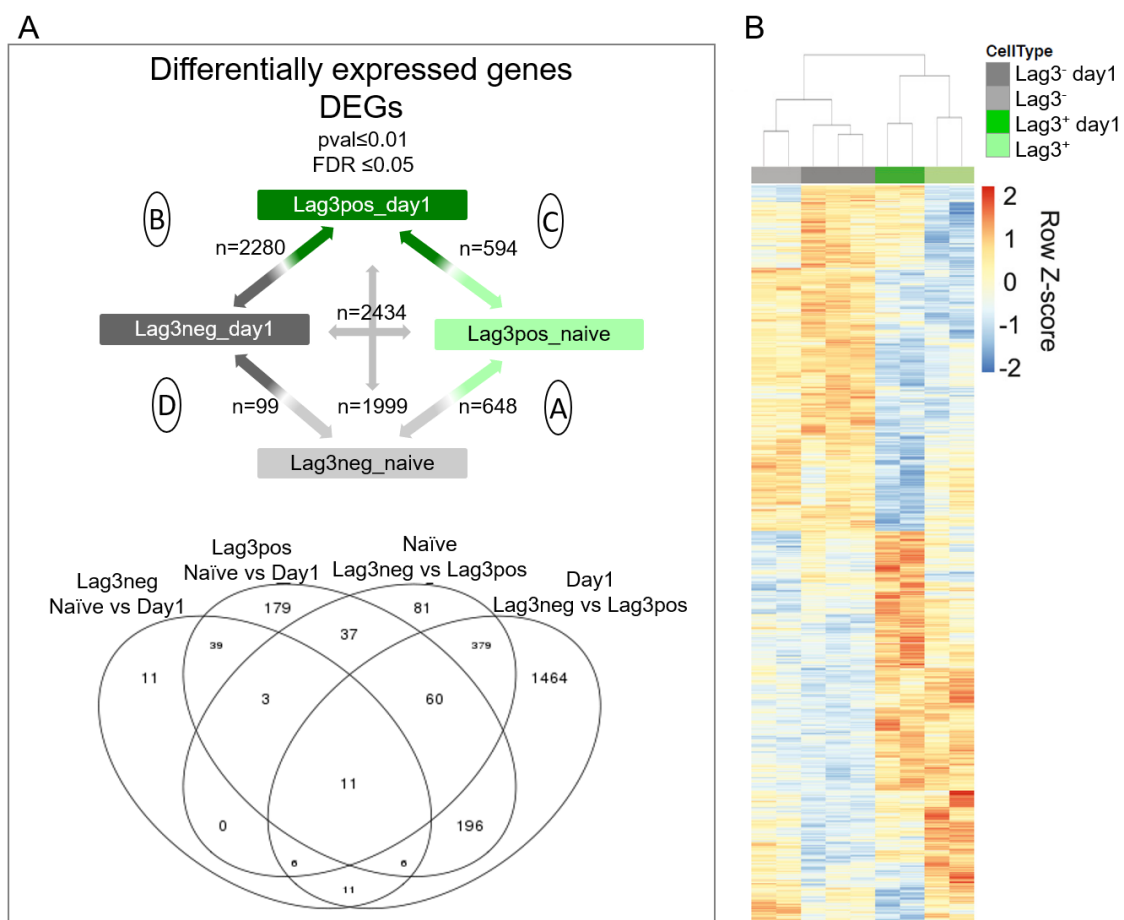 A
Differentially expressed genes
DEGs
pval≤0.01
FDR ≤0.05
B
Lag3pos_day1
C
n=2280
n=594
n=2434
Lag3neg_day1
Lag3pos_naive
D
n=99
n=1999
n=648
A
Lag3neg_naive
Lag3neg
Naïve vs Day1
Lag3pos
Naïve vs Day1
Naïve
Lag3neg vs Lag3pos
Day1
Lag3neg vs Lag3pos
179
81
39
37
379
11
1464
3
60
11
0
196
6
6
11
B
CellType
Lag3⁻ day1
Lag3⁻
Lag3⁺ day1
Lag3⁺
2
1
0
-1
-2
Row Z-score